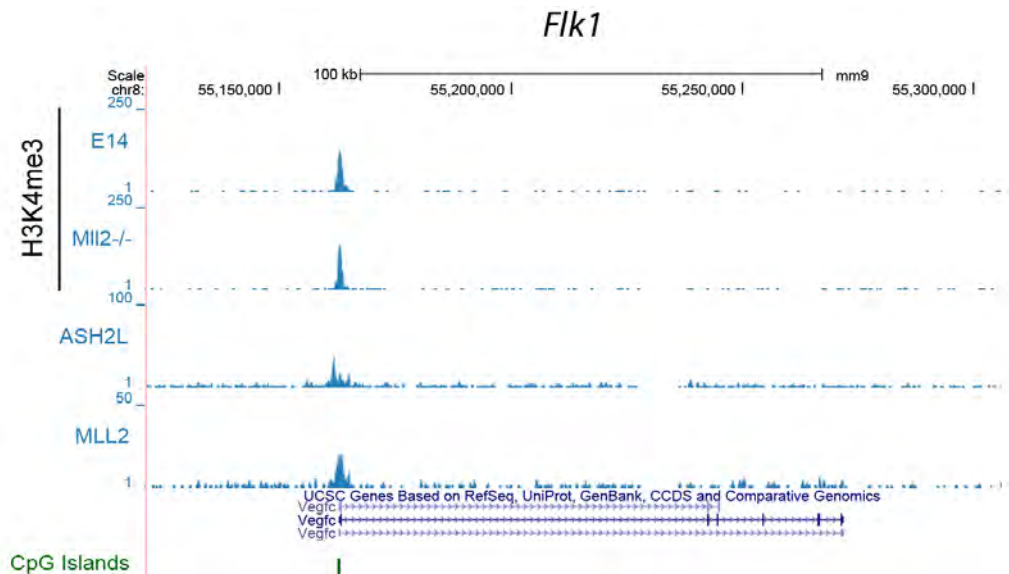 Flk1
Scale 100 kb mm9
chr8: 55,150,000 55,200,000 55,250,000 55,300,000
250
E14
1
250
Mll2-/-
1
100
ASH2L
1
50
MLL2
1
H3K4me3
UCSC Genes Based on RefSeq, UniProt, GenBank, CCDS and Comparative Genomics
Vegfc
Vegfc
Vegfc
CpG Islands